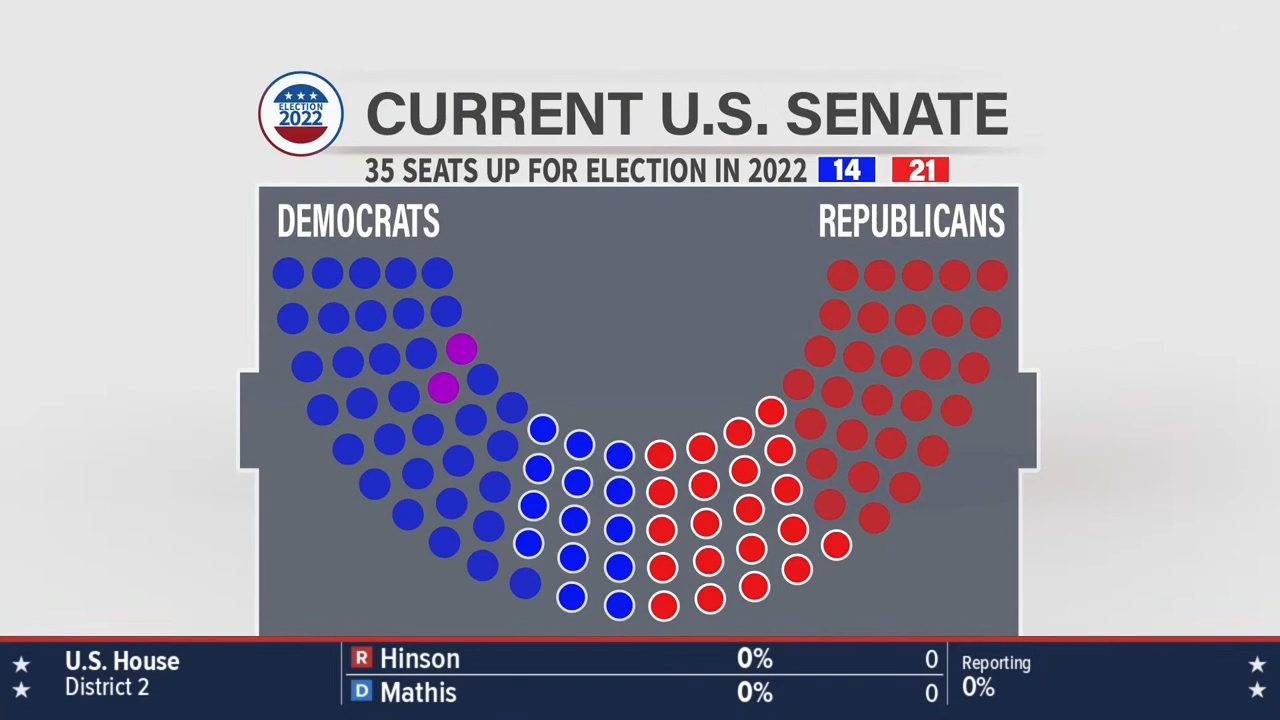 ELECTION
2022
CURRENT U.S. SENATE
35 SEATS UP FOR ELECTION IN 2022 14 21
DEMOCRATS REPUBLICANS
U.S. House
District 2
R Hinson 0% 0
D Mathis 0% 0
Reporting
0%